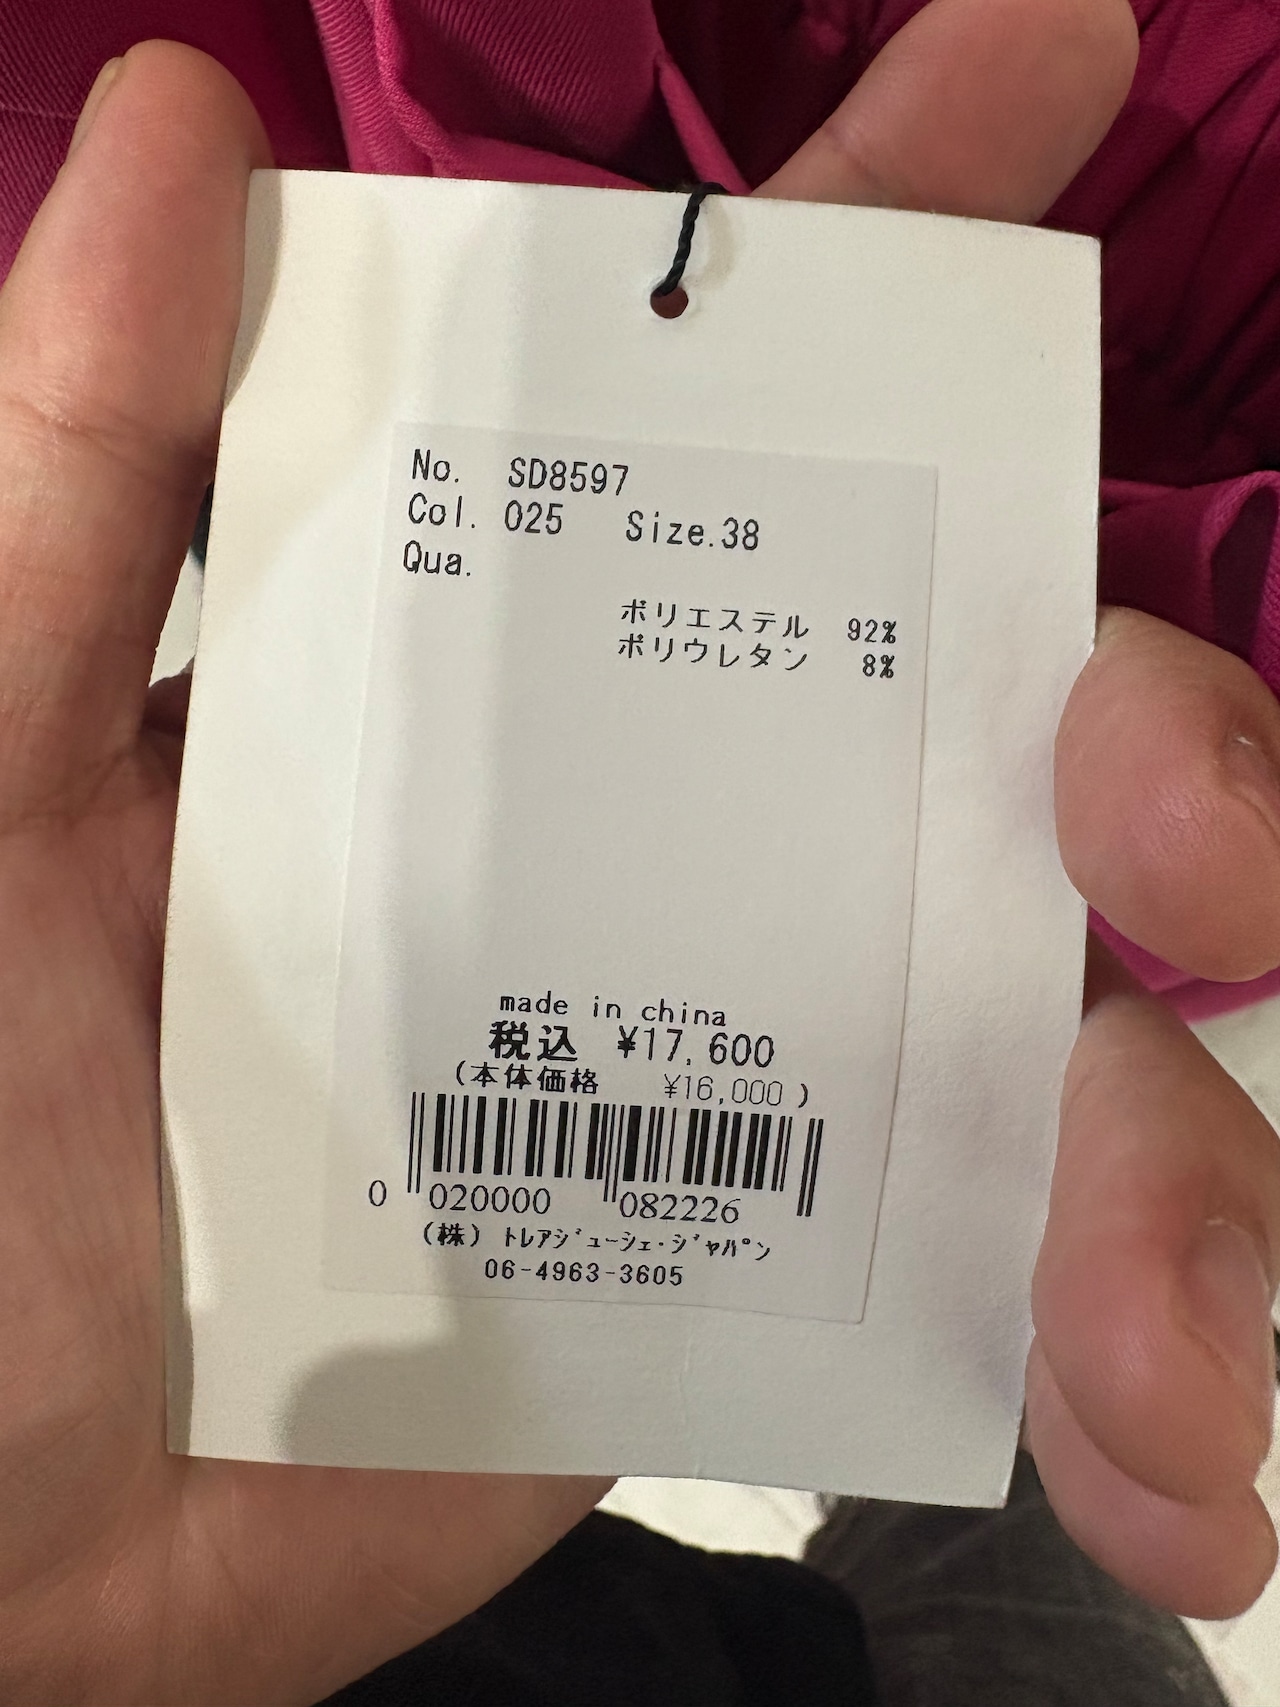 No. SD8597
Col. 025 Size.38
Qua.
ポリエステル 92%
ポリウレタン 8%
made in china
税込 ¥17,600
(本体価格 ¥16,000)
0 020000 082226
(株) ﾄﾚｱｼﾞｭｰｼｪ･ｼﾞｬﾊﾟﾝ
06-4963-3605